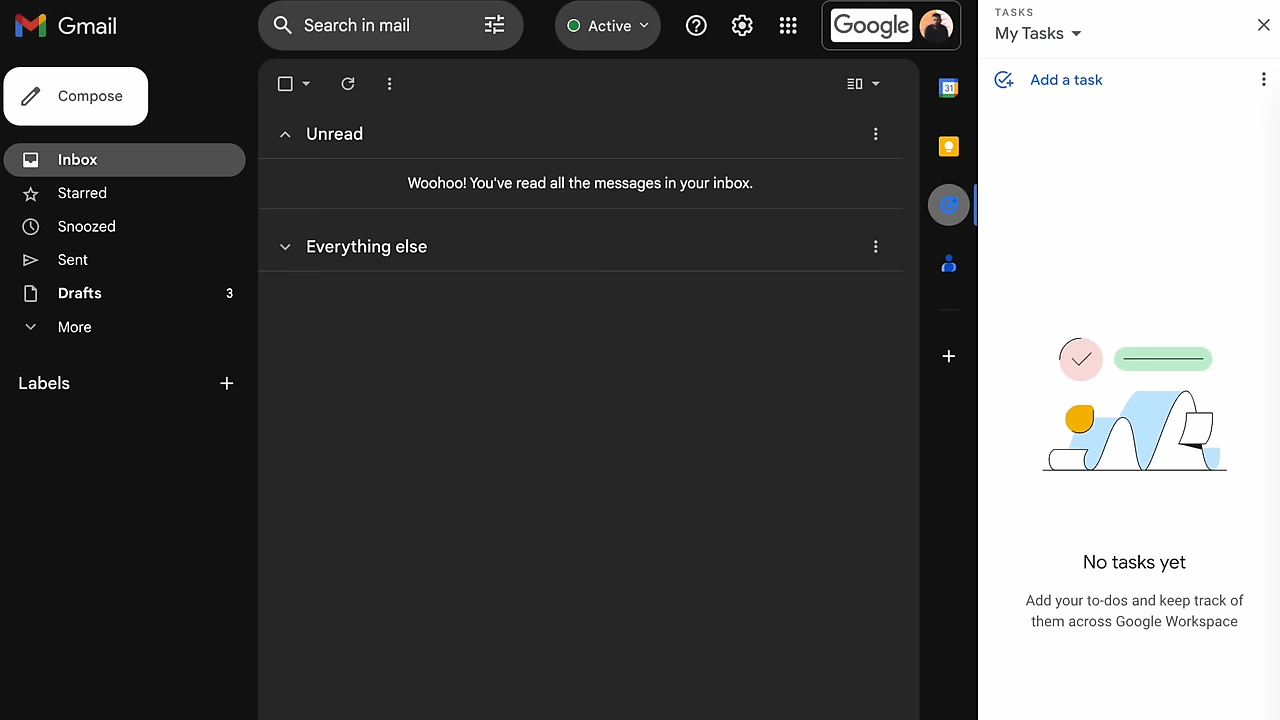 Gmail
Search in mail
Active
Google
TASKS
My Tasks
Compose
Add a task
31
Unread
Inbox
Woohoo! You've read all the messages in your inbox.
Starred
Snoozed
Everything else
Sent
Drafts 3
More
Labels
No tasks yet
Add your to-dos and keep track of
them across Google Workspace